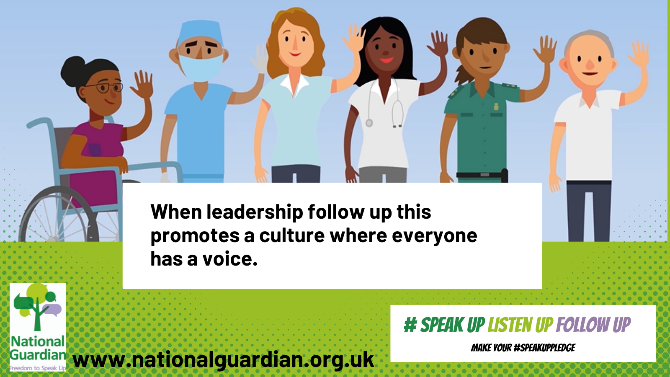 When leadership follow up this
promotes a culture where everyone
has a voice.
# SPEAK UP LISTEN UP FOLLOW UP
MAKE YOUR #SPEAKUPPLEDGE
National
Guardian
Freedom to Speak Up
www.nationalguardian.org.uk